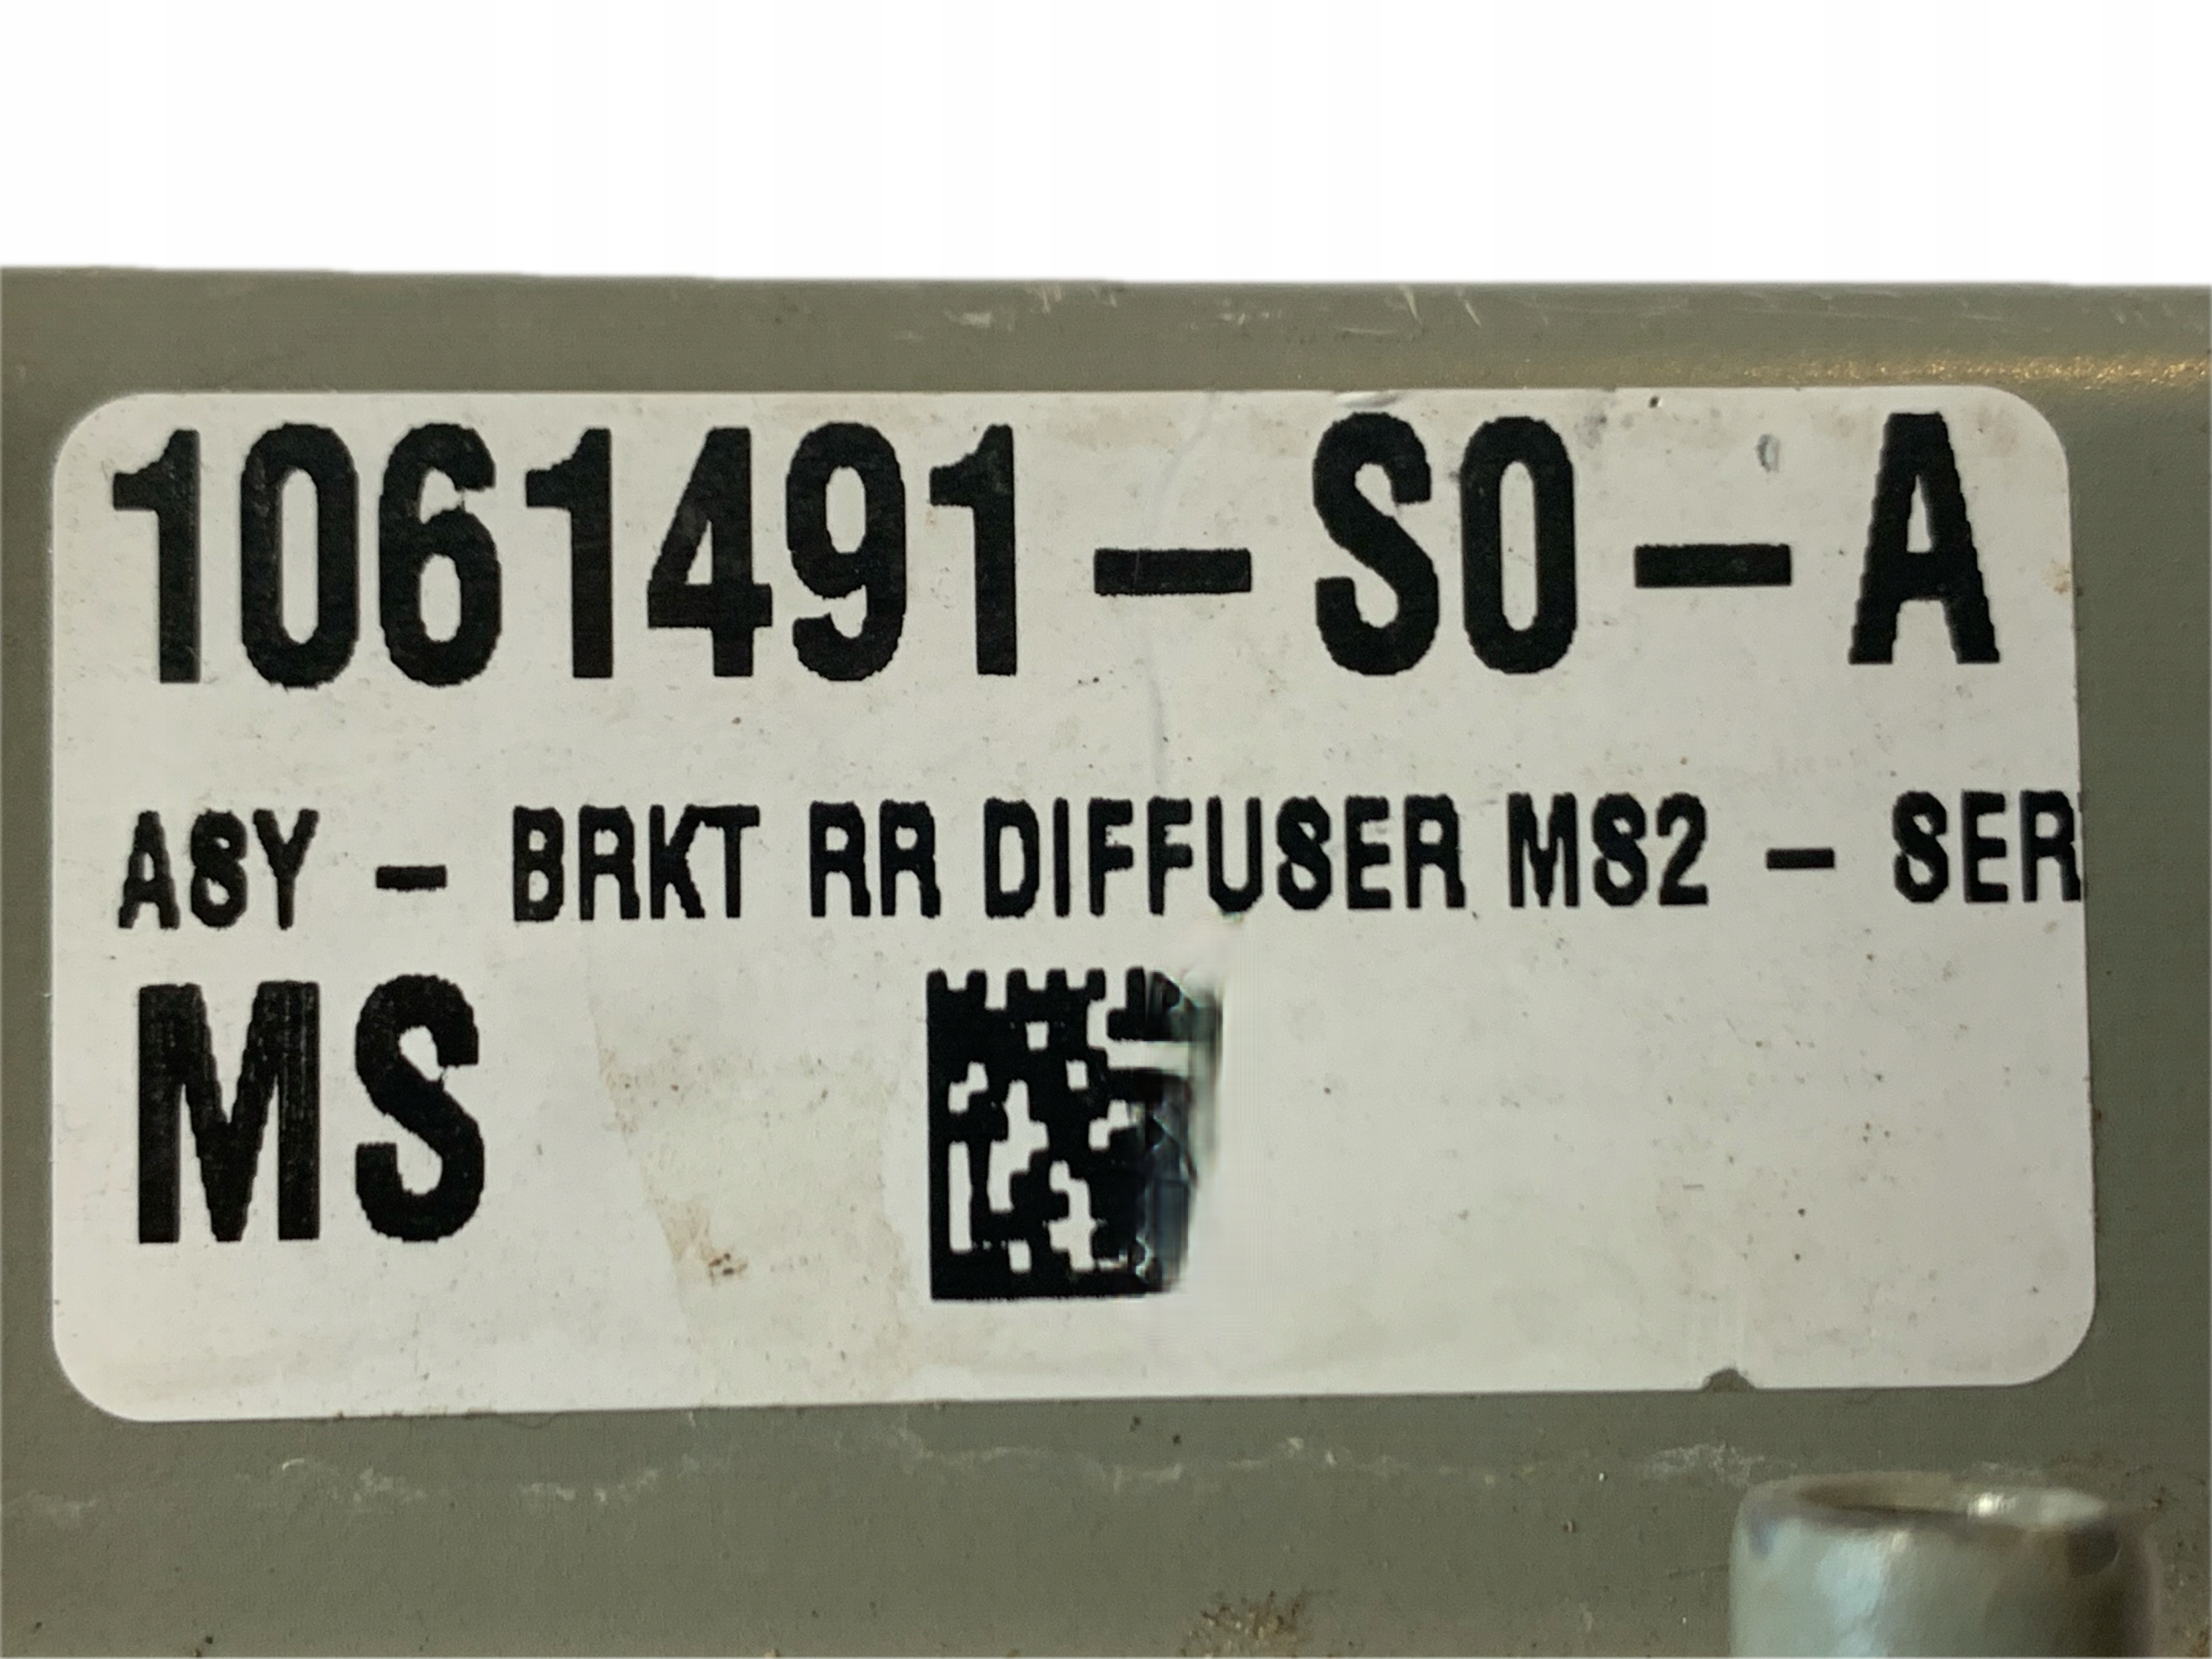 1061491-S0-A
ASY - BRKT RR DIFFUSER MS2 - SER
MS